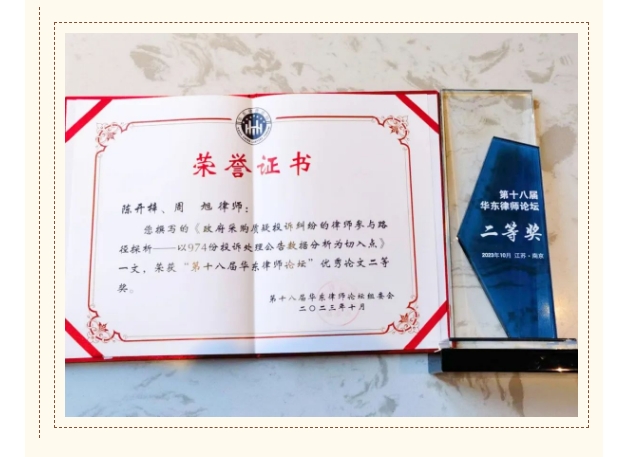 荣誉证书
陈开梓、周　旭律师：
您撰写的《政府采购质疑投诉纠纷的律师参与路
径探析——以974份投诉处理公告数据分析为切入点》
一文，荣获“第十八届华东律师论坛”优秀论文二等
奖。
第十八届华东律师论坛组委会
二〇二三年十月
第十八届
华东律师论坛
二等奖
2023年10月 江苏·南京